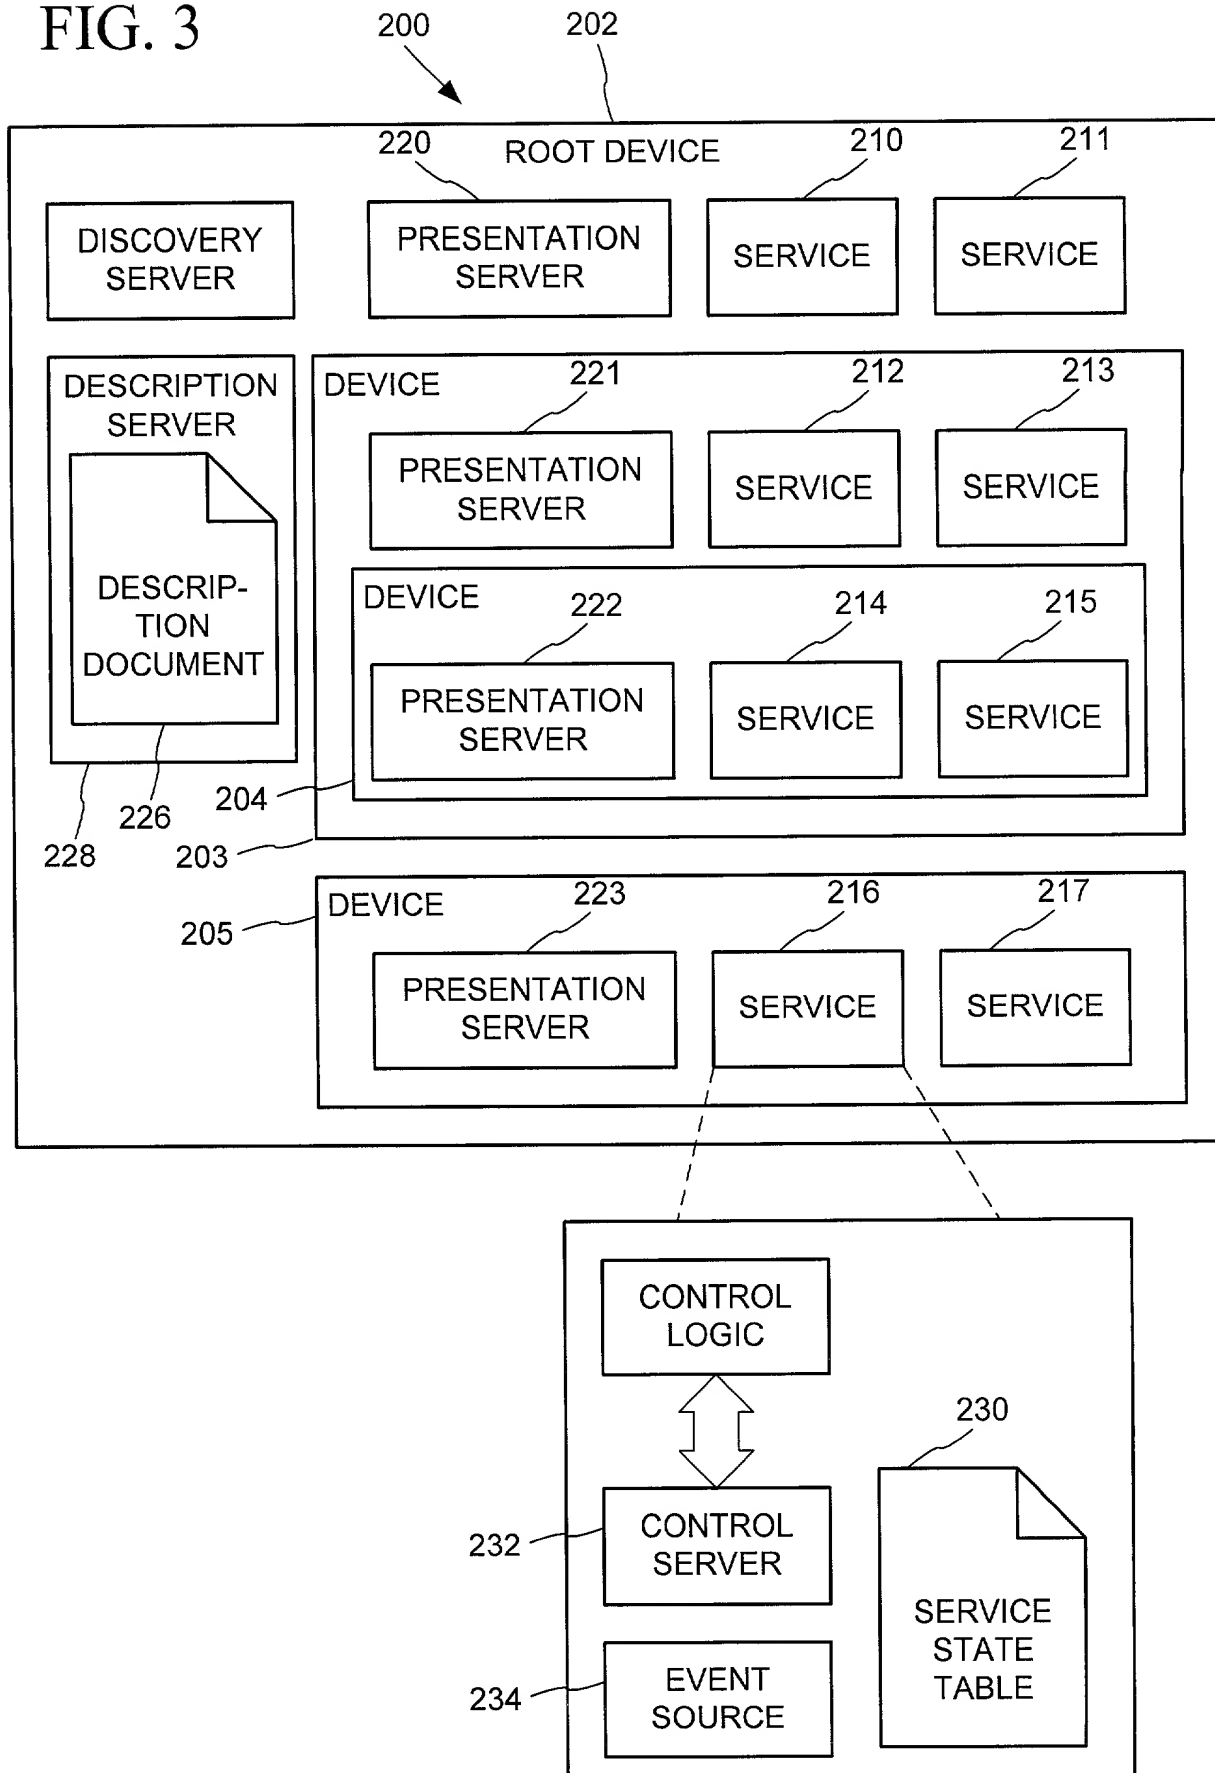 FIG. 3
200
202
ROOT DEVICE
220
210
211
DISCOVERY
SERVER
PRESENTATION
SERVER
SERVICE
SERVICE
DESCRIPTION
SERVER
DESCRIP-
TION
DOCUMENT
226
228
DEVICE
221
212
213
PRESENTATION
SERVER
SERVICE
SERVICE
DEVICE
222
214
215
PRESENTATION
SERVER
SERVICE
SERVICE
204
203
DEVICE
205
223
216
217
PRESENTATION
SERVER
SERVICE
SERVICE
CONTROL
LOGIC
230
232
CONTROL
SERVER
SERVICE
STATE
TABLE
234
EVENT
SOURCE